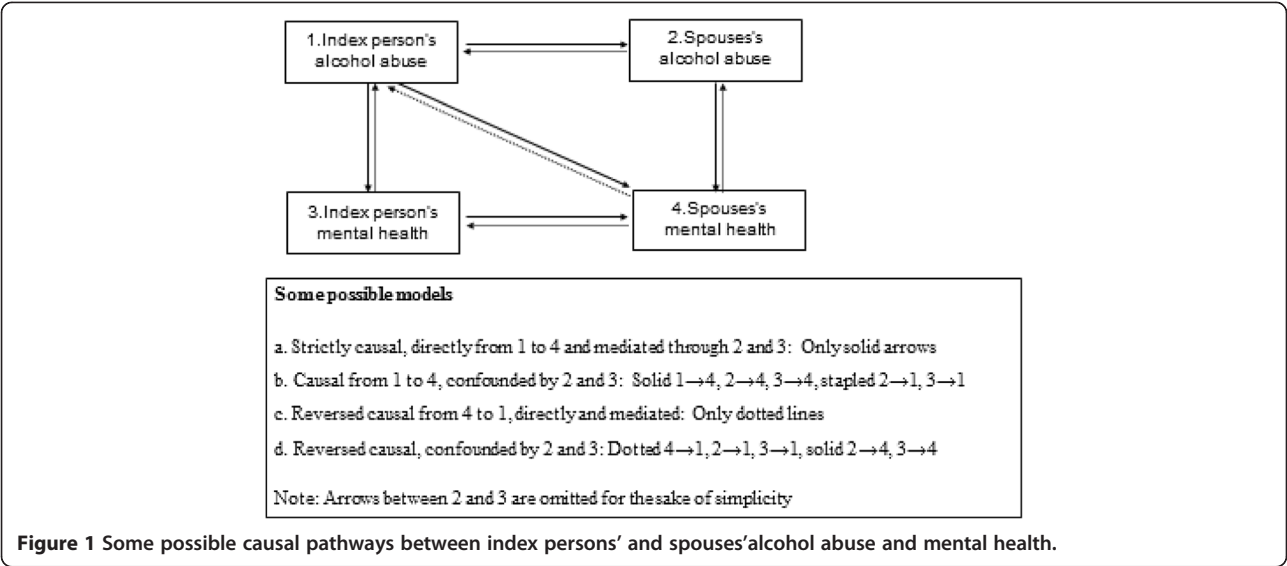 1.Index person's
alcohol abuse
2.Spouses's
alcohol abuse
3.Index person's
mental health
4.Spouses's
mental health
Some possible models
a. Strictly causal, directly from 1 to 4 and mediated through 2 and 3: Only solid arrows
b. Causal from 1 to 4, confounded by 2 and 3: Solid 1→4, 2→4, 3→4, stapled 2→1, 3→1
c. Reversed causal from 4 to 1, directly and mediated: Only dotted lines
d. Reversed causal, confounded by 2 and 3: Dotted 4→1, 2→1, 3→1, solid 2→4, 3→4
Note: Arrows between 2 and 3 are omitted for the sake of simplicity
Figure 1 Some possible causal pathways between index persons' and spouses'alcohol abuse and mental health.